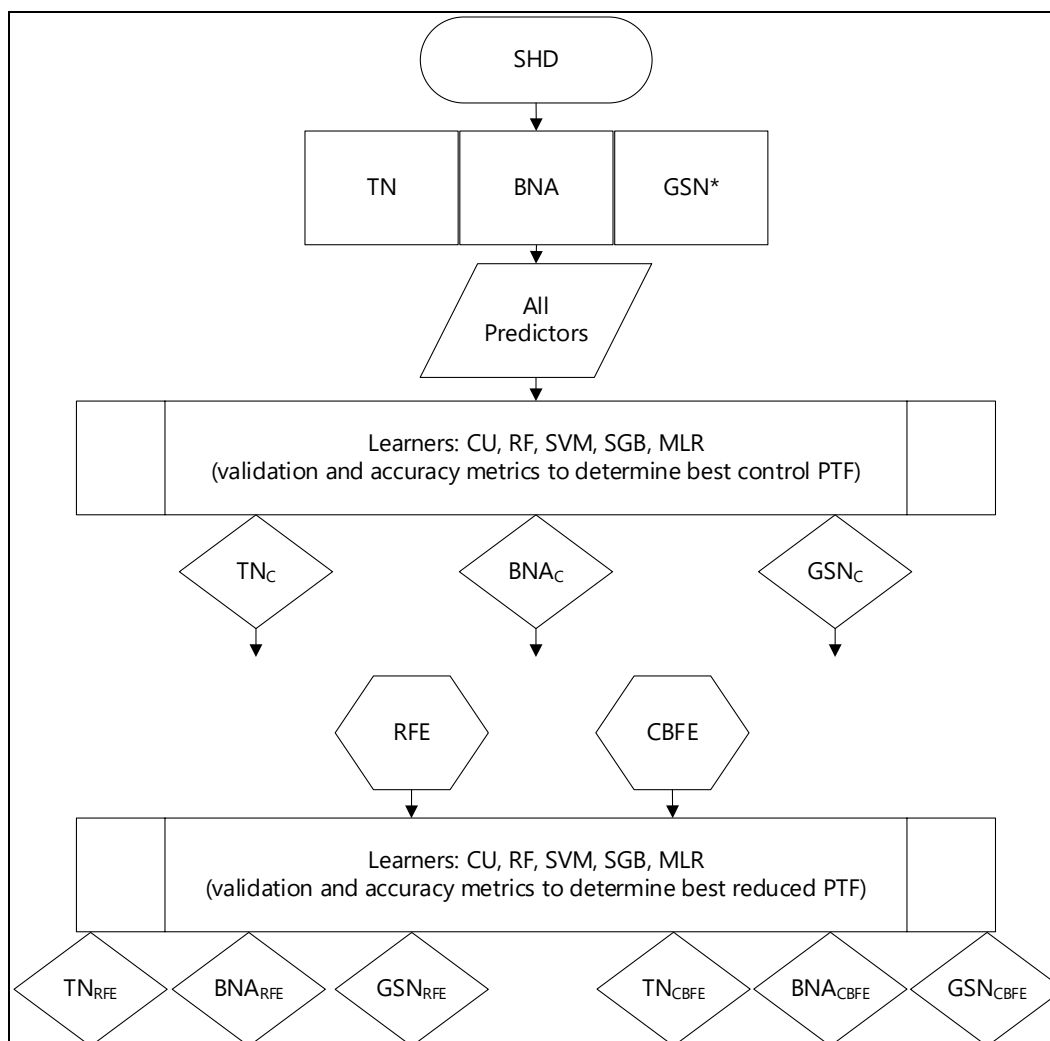 SHD
TN
BNA
GSN*
All
Predictors
Learners: CU, RF, SVM, SGB, MLR
(validation and accuracy metrics to determine best control PTF)
TNC
BNAC
GSNC
RFE
CBFE
Learners: CU, RF, SVM, SGB, MLR
(validation and accuracy metrics to determine best reduced PTF)
TNRFE
BNARFE
GSNRFE
TNCBFE
BNACBFE
GSNCBFE